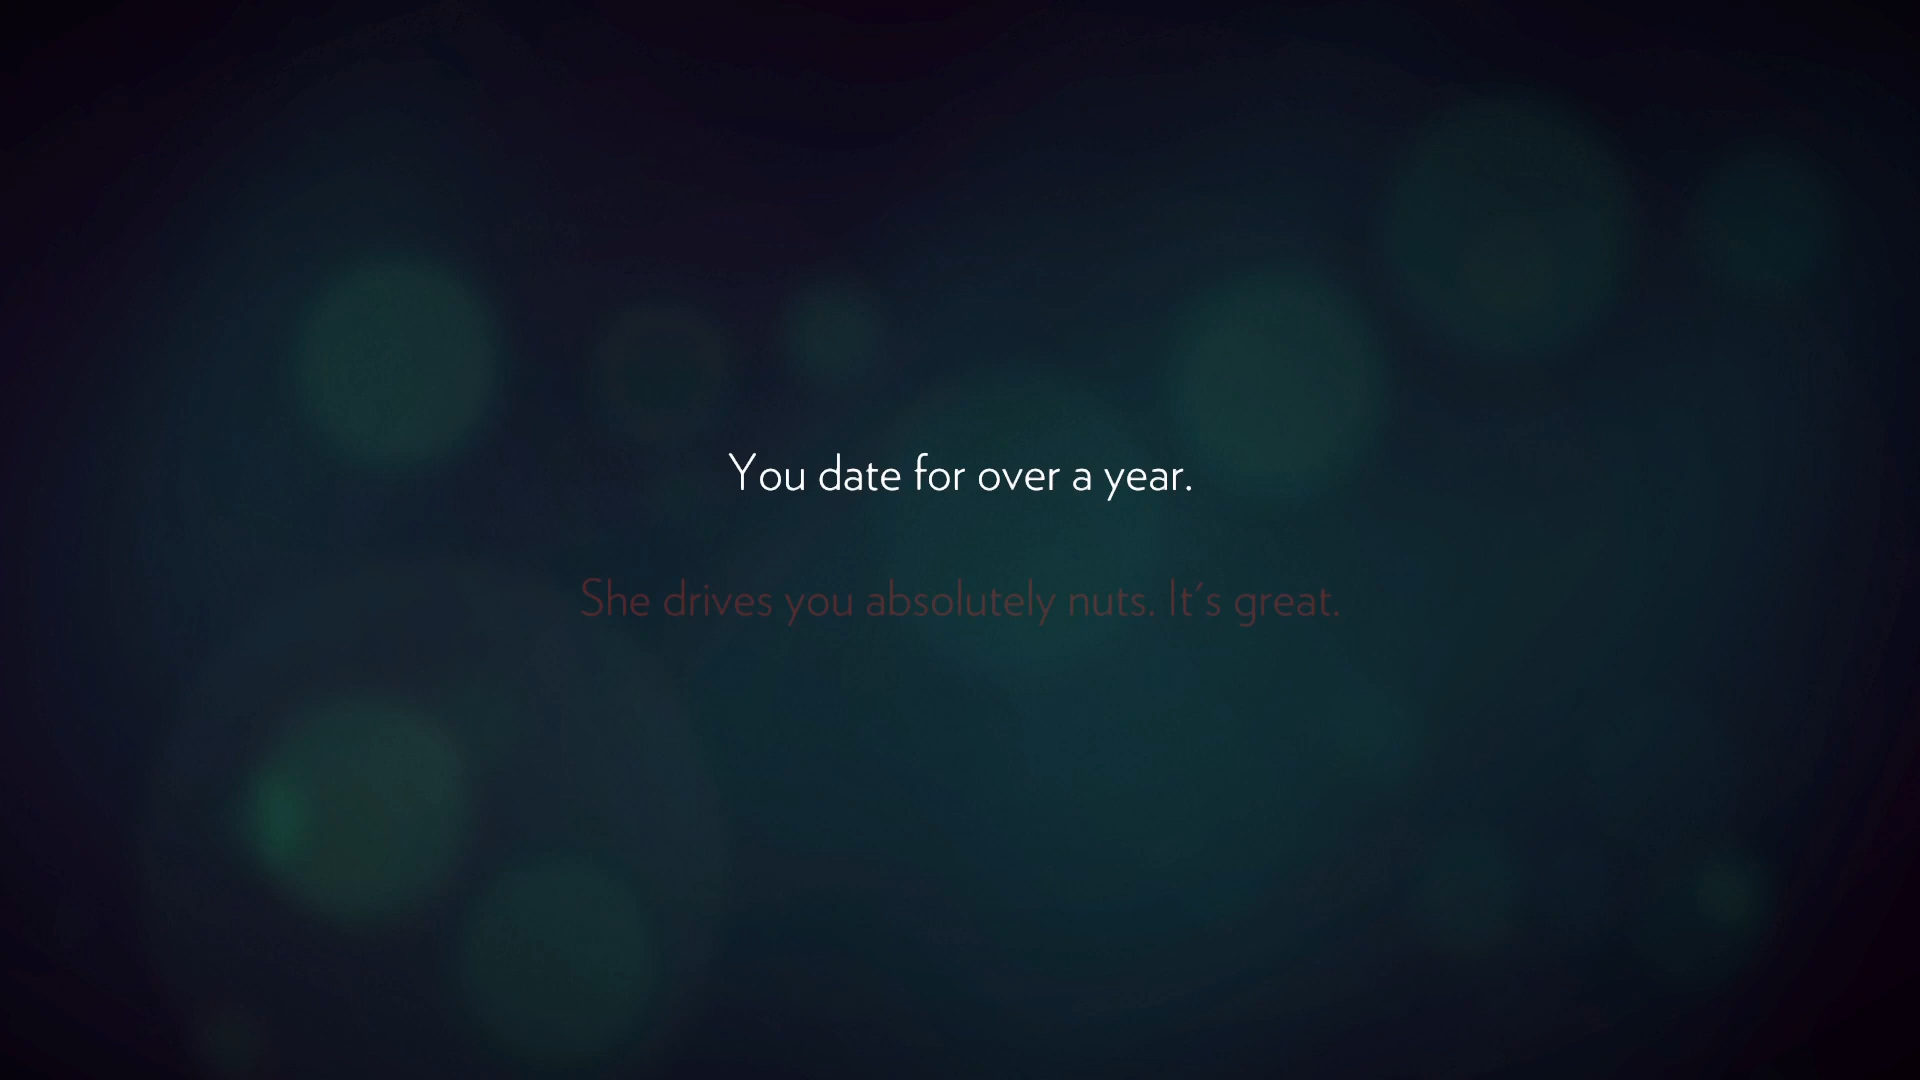 You date for over a year.
She drives you absolutely nuts. It's great.